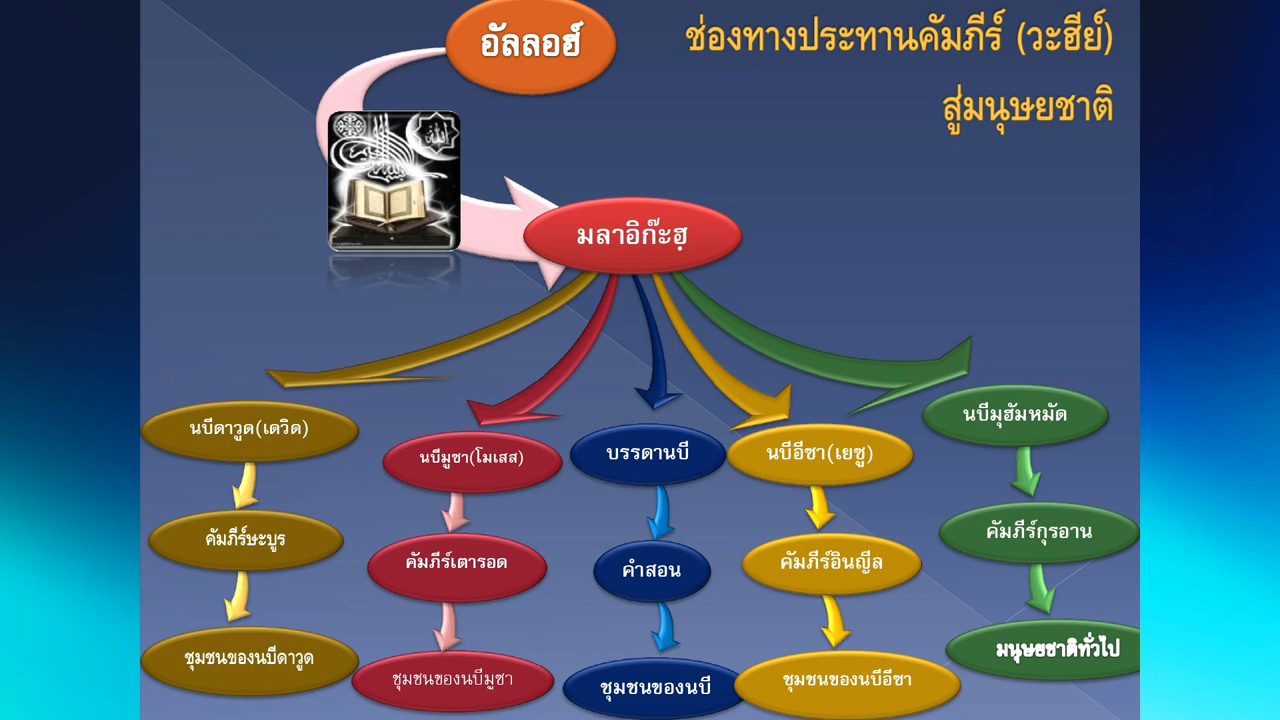 อัลลอฮ์
ช่องทางประทานคัมภีร์ (วะฮีย์)
สู่มนุษยชาติ
มลาอิก๊ะฮฺ
นบีดาวูด(เดวิด)
นบีมูซา(โมเสส)
บรรดานบี
นบีอีซา(เยซู)
นบีมุฮัมหมัด
คัมภีร์ษะบูร
คัมภีร์เตารอด
คำสอน
คัมภีร์อินญีล
คัมภีร์กุรอาน
ชุมชนของนบีดาวูด
ชุมชนของนบีมูซา
ชุมชนของนบี
ชุมชนของนบีอีซา
มนุษยชาติทั่วไป